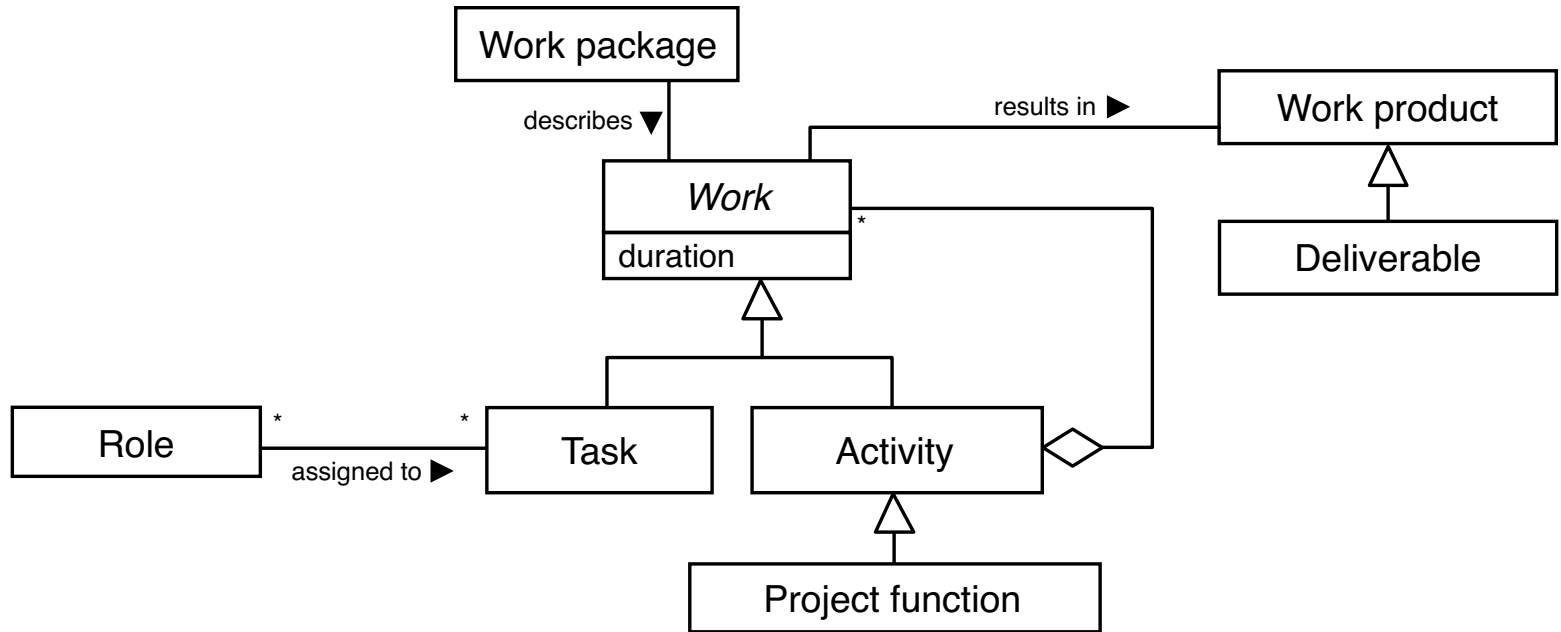 Work package
describes ▼
results in ►
Work product
Work
*
duration
Deliverable
Role
*
*
assigned to ►
Task
Activity
Project function